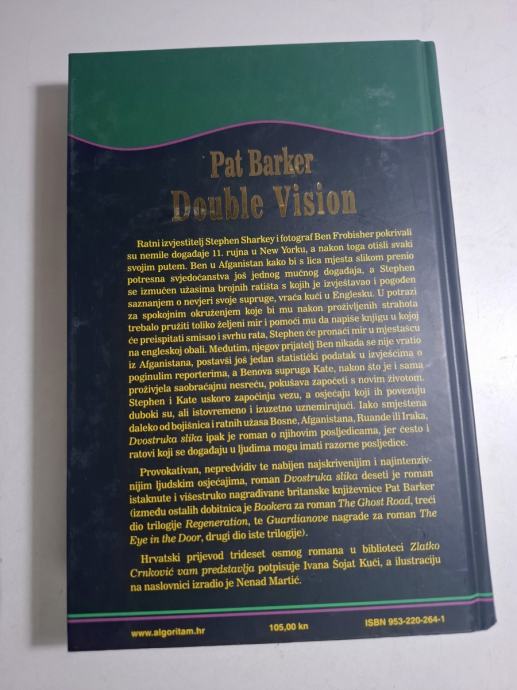 Pat Barker
Double Vision
Ratni izvjestitelj Stephen Sharkey i fotograf Ben Frobisher pokrivali
su nemile događaje 11. rujna u New Yorku, a nakon toga otišli svaki
svojim putem. Ben u Afganistan kako bi s lica mjesta slikom prenio
potresna svjedočanstva još jednog mučnog događaja, a Stephen
se izmučen užasima brojnih ratišta s kojih je izvještavao i pogođen
saznanjem o nevjeri svoje supruge, vraća kući u Englesku. U potrazi
za spokojnim okruženjem koje bi mu nakon proživljenih strahota
trebalo pružiti toliko željeni mir i pomoći mu da napiše knjigu u kojoj
će preispitati smisao i svrhu rata, Stephen će pronaći mir u mjestašcu
na engleskoj obali. Međutim, njegov prijatelj Ben nikada se nije vratio
iz Afganistana, postavši još jedan statistički podatak u izvješćima o
poginulim reporterima, a Benova supruga Kate, nakon što je i sama
proživjela saobraćajnu nesreću, pokušava započeti s novim životom.
Stephen i Kate uskoro započinju vezu, a osjećaju koji ih povezuju
duboki su, ali istovremeno i izuzetno uznemirujući. Iako smještena
daleko od bojišnica i ratnih užasa Bosne, Afganistana, Ruande ili Iraka,
Dvostruka slika ipak je roman o njihovim posljedicama, jer često i
ratovi koji se događaju u ljudima mogu imati razorne posljedice.
Provokativan, nepredvidiv te nabijen najskrivenijim i najintenziv-
nijim ljudskim osjećajima, roman Dvostruka slika deseti je roman
istaknute i višestruko nagrađivane britanske književnice Pat Barker
(između ostalih dobitnica je Bookera za roman The Ghost Road, treći
dio trilogije Regeneration, te Guardianove nagrade za roman The
Eye in the Door, drugi dio iste trilogije).
Hrvatski prijevod trideset osmog romana u biblioteci Zlatko
Crnković vam predstavlja potpisuje Ivana Šojat Kuči, a ilustraciju
na naslovnici izradio je Nenad Martić.
www.algoritam.hr
105,00 kn
ISBN 953-220-264-1